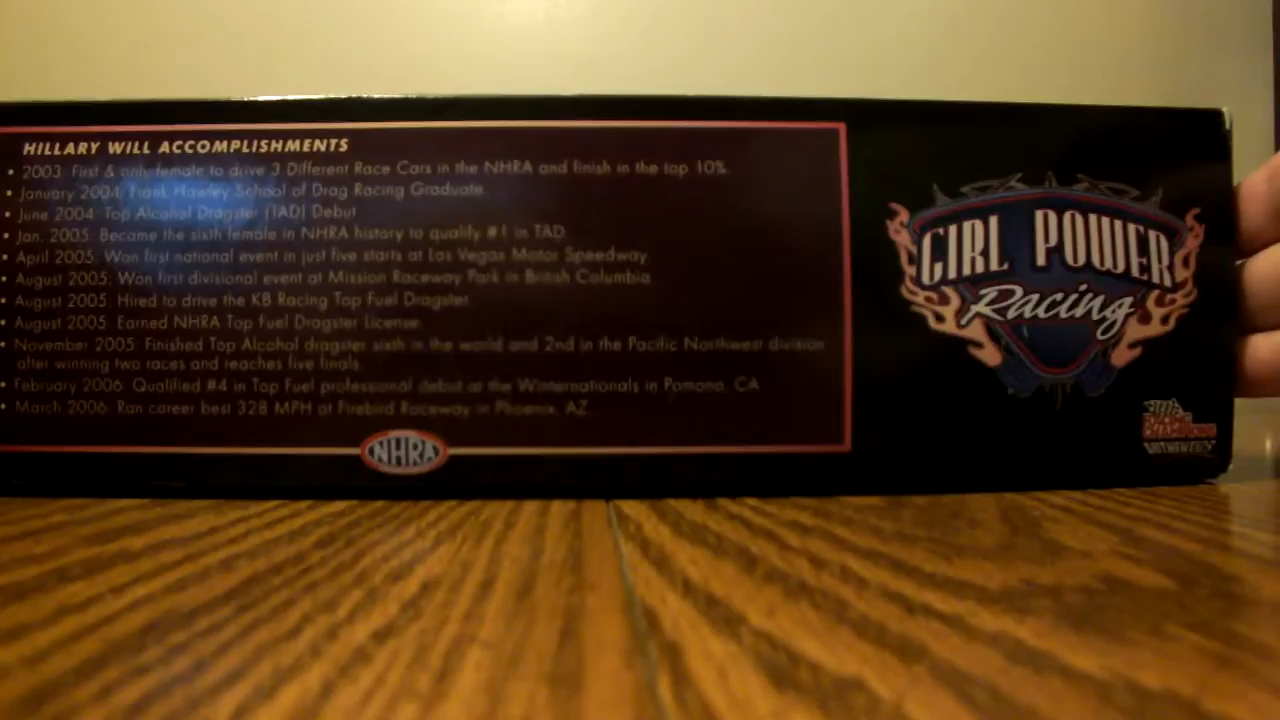 HILLARY WILL ACCOMPLISHMENTS
• 2003: First & only female to drive 3 Different Race Cars in the NHRA and finish in the top 10%.
• January 2004: Frank Hawley School of Drag Racing Graduate.
• June 2004: Top Alcohol Dragster (TAD) Debut
• Jan. 2005: Became the sixth female in NHRA history to qualify #1 in TAD.
• April 2005: Won first national event in just five starts at Las Vegas Motor Speedway.
• August 2005: Won first divisional event at Mission Raceway Park in British Columbia
• August 2005: Hired to drive the KB Racing Top Fuel Dragster.
• August 2005: Earned NHRA Top Fuel Dragster License.
• November 2005: Finished Top Alcohol dragster sixth in the world and 2nd in the Pacific Northwest division
after winning two races and reaches five finals.
• February 2006: Qualified #4 in Top Fuel professional debut at the Winternationals in Pomona, CA
• March 2006: Ran career best 328 MPH at Firebird Raceway in Phoenix, AZ
NHRA
GIRL POWER
Racing
RACING
CHAMPIONS
AUTHENTICS